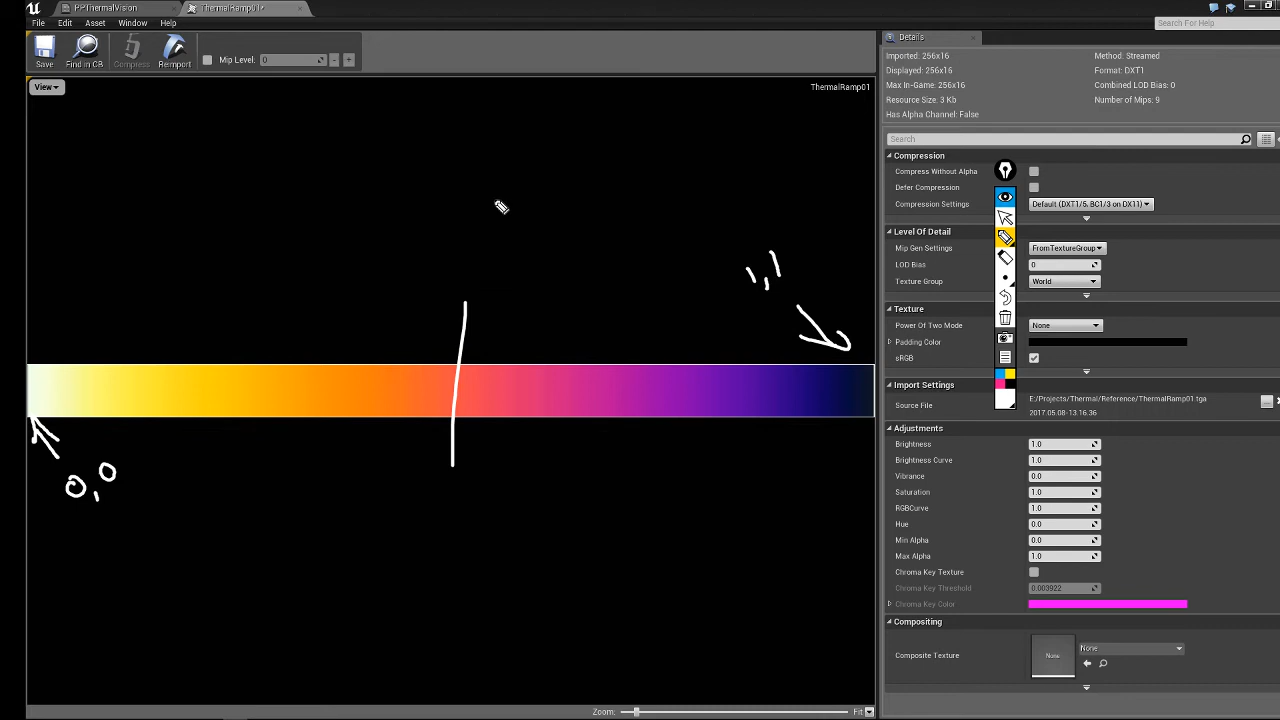 PPThermalVision
ThermalRamp01*
File Edit Asset Window Help
Search For Help
Save
Find in CB
Compress
Reimport
Mip Level: 0 - +
View
ThermalRamp01
1,1
0,0
Zoom: Fit
Details
Imported: 256x16 Method: Streamed
Displayed: 256x16 Format: DXT1
Max In-Game: 256x16 Combined LOD Bias: 0
Resource Size: 3 Kb Number of Mips: 9
Has Alpha Channel: False
Search
Compression
Compress Without Alpha
Defer Compression
Compression Settings Default (DXT1/5, BC1/3 on DX11)
Level Of Detail
Mip Gen Settings FromTextureGroup
LOD Bias 0
Texture Group World
Texture
Power Of Two Mode None
Padding Color
sRGB
Import Settings
Source File E:/Projects/Thermal/Reference/ThermalRamp01.tga
2017.05.08-13.16.36
Adjustments
Brightness 1.0
Brightness Curve 1.0
Vibrance 0.0
Saturation 1.0
RGBCurve 1.0
Hue 0.0
Min Alpha 0.0
Max Alpha 1.0
Chroma Key Texture
Chroma Key Threshold 0.003922
Chroma Key Color
Compositing
Composite Texture None None